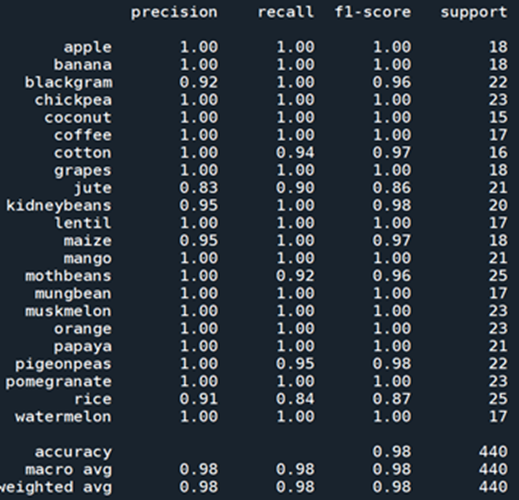 precision recall f1-score support
apple 1.00 1.00 1.00 18
banana 1.00 1.00 1.00 18
blackgram 0.92 1.00 0.96 22
chickpea 1.00 1.00 1.00 23
coconut 1.00 1.00 1.00 15
coffee 1.00 1.00 1.00 17
cotton 1.00 0.94 0.97 16
grapes 1.00 1.00 1.00 18
jute 0.83 0.90 0.86 21
kidneybeans 0.95 1.00 0.98 20
lentil 1.00 1.00 1.00 17
maize 0.95 1.00 0.97 18
mango 1.00 1.00 1.00 21
mothbeans 1.00 0.92 0.96 25
mungbean 1.00 1.00 1.00 17
muskmelon 1.00 1.00 1.00 23
orange 1.00 1.00 1.00 23
papaya 1.00 1.00 1.00 21
pigeonpeas 1.00 0.95 0.98 22
pomegranate 1.00 1.00 1.00 23
rice 0.91 0.84 0.87 25
watermelon 1.00 1.00 1.00 17
accuracy 0.98 440
macro avg 0.98 0.98 0.98 440
weighted avg 0.98 0.98 0.98 440